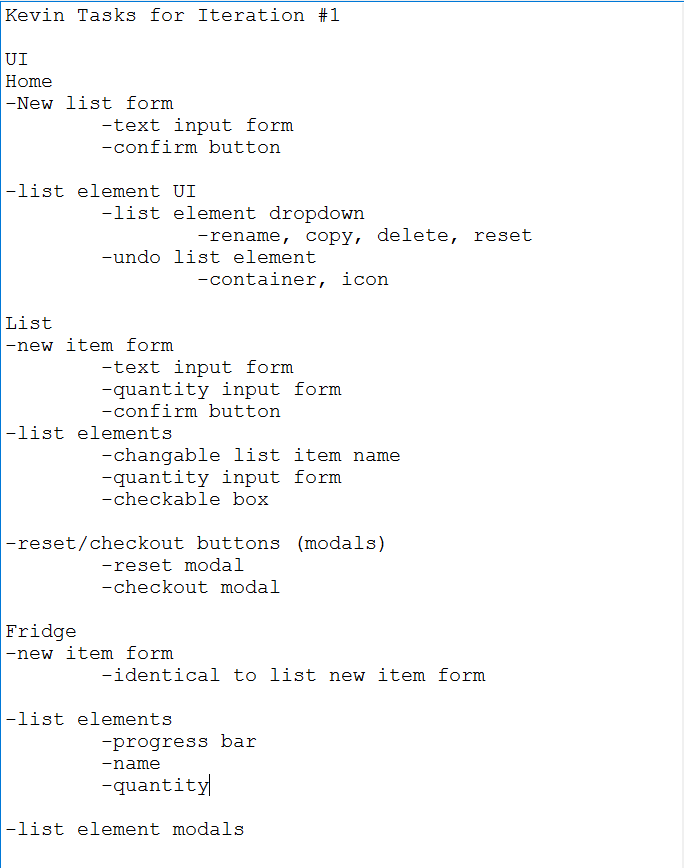 Kevin Tasks for Iteration #1
UI
Home
-New list form
-text input form
-confirm button
-list element UI
-list element dropdown
-rename, copy, delete, reset
-undo list element
-container, icon
List
-new item form
-text input form
-quantity input form
-confirm button
-list elements
-changable list item name
-quantity input form
-checkable box
-reset/checkout buttons (modals)
-reset modal
-checkout modal
Fridge
-new item form
-identical to list new item form
-list elements
-progress bar
-name
-quantity
-list element modals